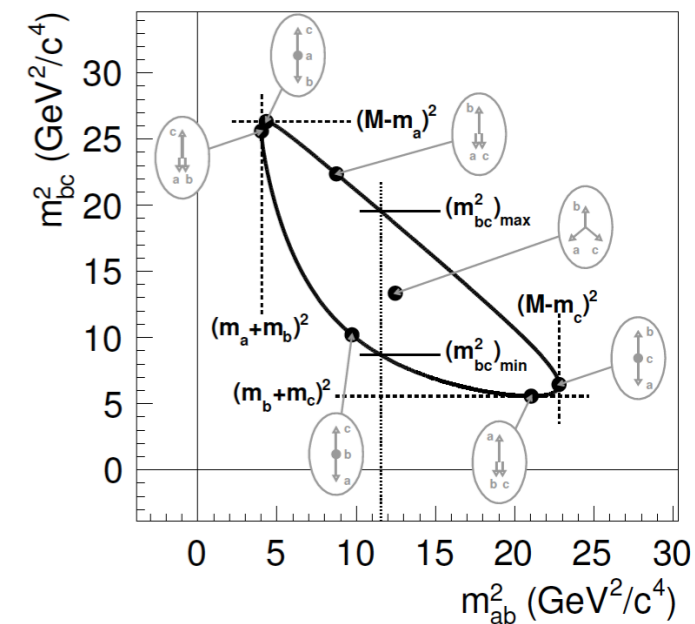 m²bc (GeV²/c⁴)
30
25
20
15
10
5
0
0 5 10 15 20 25 30
m²ab (GeV²/c⁴)
c
a
b
c
a b
(M-ma)²
b
a c
(m²bc)max
b
a c
(M-mc)²
(ma+mb)²
(m²bc)min
(mb+mc)²
b
c
a
c
b
a
a
b c